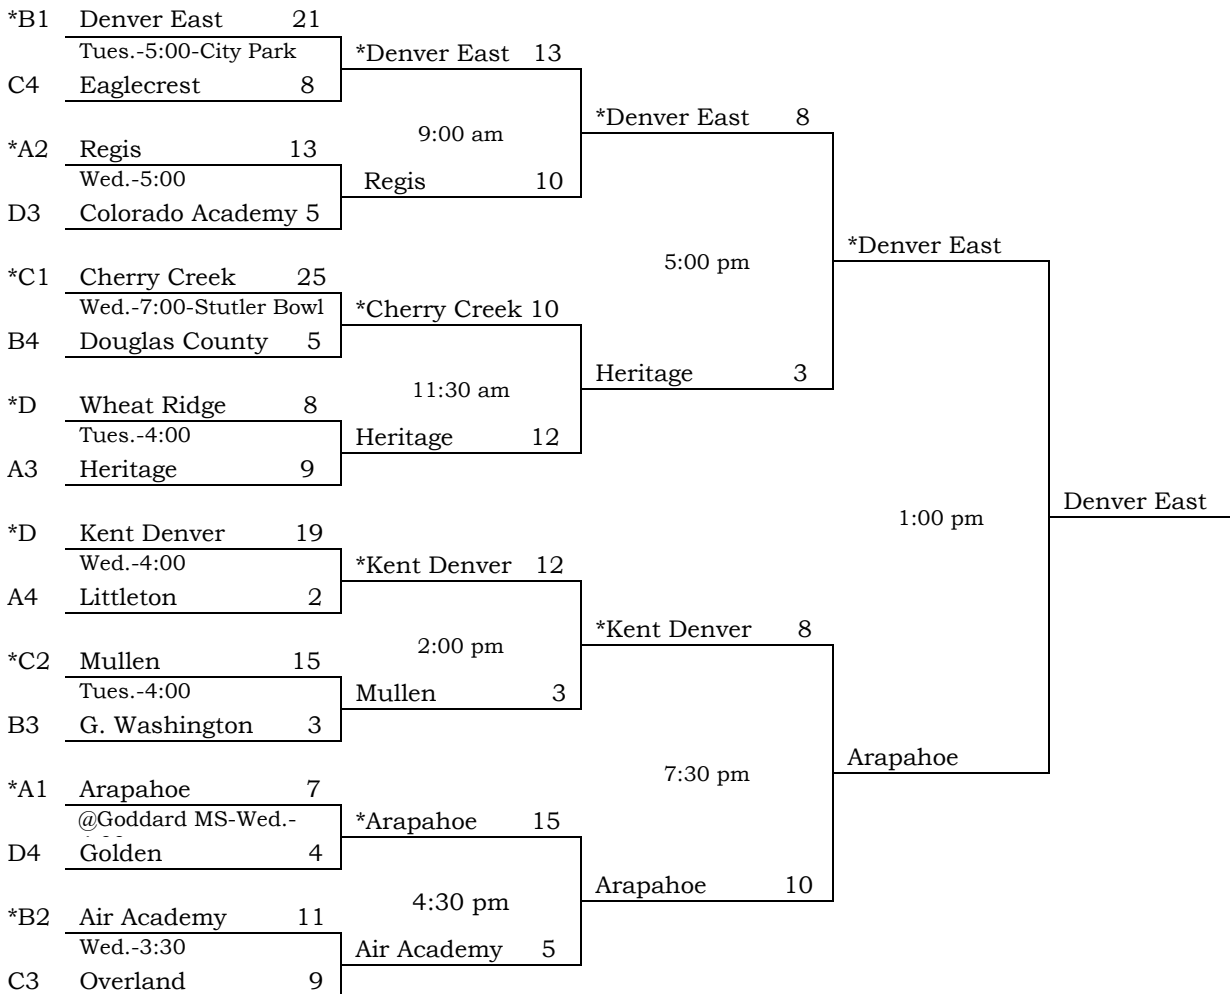 *B1 Denver East 21
Tues.-5:00-City Park
*Denver East 13
C4 Eaglecrest 8
*Denver East 8
9:00 am
*A2 Regis 13
Wed.-5:00
Regis 10
D3 Colorado Academy 5
*Denver East
5:00 pm
*C1 Cherry Creek 25
Wed.-7:00-Stutler Bowl
*Cherry Creek 10
B4 Douglas County 5
Heritage 3
11:30 am
*D Wheat Ridge 8
Tues.-4:00
Heritage 12
A3 Heritage 9
Denver East
1:00 pm
*D Kent Denver 19
Wed.-4:00
*Kent Denver 12
A4 Littleton 2
*Kent Denver 8
2:00 pm
*C2 Mullen 15
Tues.-4:00
Mullen 3
B3 G. Washington 3
Arapahoe
7:30 pm
*A1 Arapahoe 7
@Goddard MS-Wed.-
*Arapahoe 15
D4 Golden 4
Arapahoe 10
4:30 pm
*B2 Air Academy 11
Wed.-3:30
Air Academy 5
C3 Overland 9